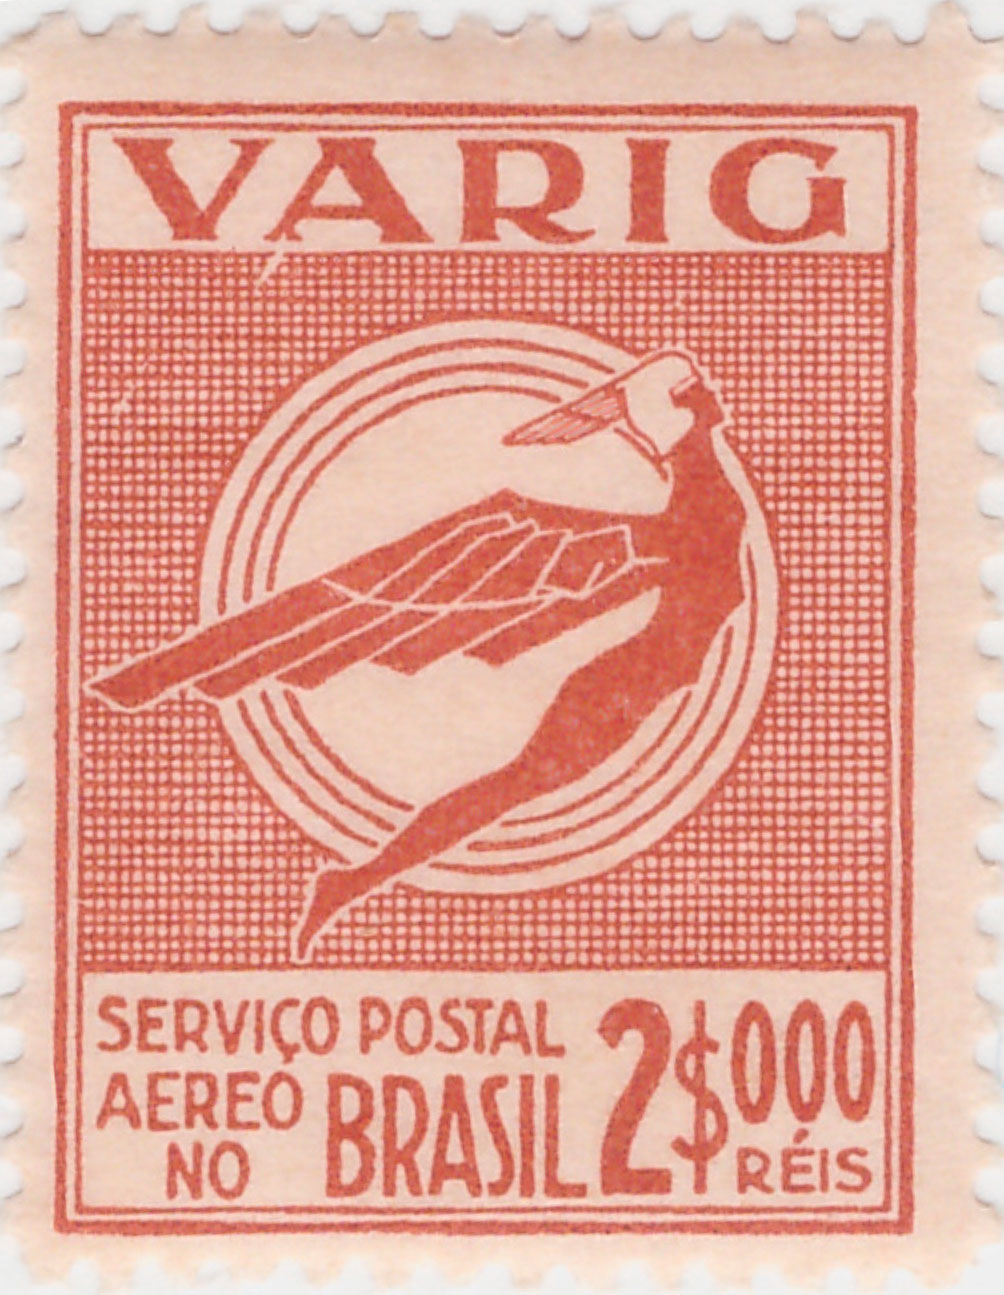 VARIG
SERVIÇO POSTAL
AEREO
NO
BRASIL
2$000
RÉIS